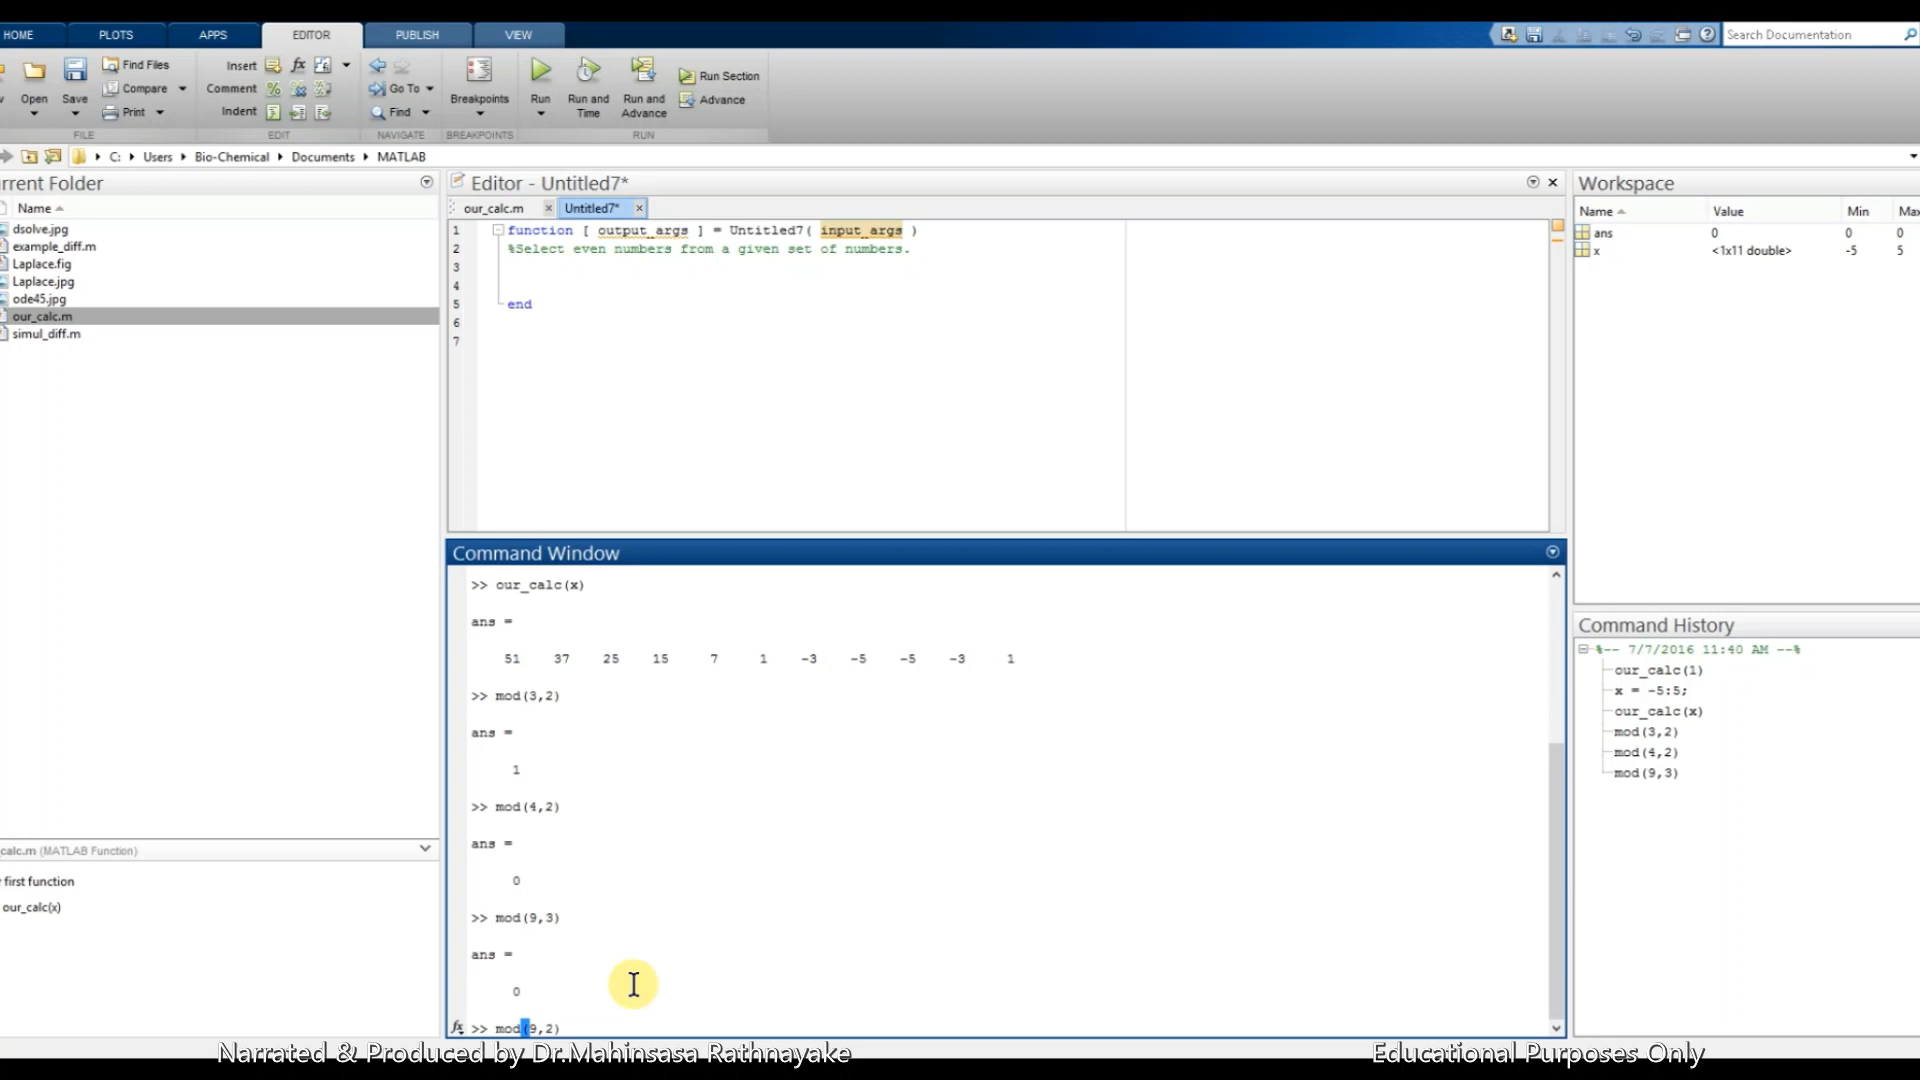 HOME PLOTS APPS EDITOR PUBLISH VIEW
Search Documentation
Find Files
Compare
Print
Open
Save
FILE
Insert
Comment
Indent
EDIT
Go To
Find
NAVIGATE
Breakpoints
BREAKPOINTS
Run
Run and
Time
Run and
Advance
Run Section
Advance
RUN
C: Users Bio-Chemical Documents MATLAB
rrent Folder
Name
dsolve.jpg
example_diff.m
Laplace.fig
Laplace.jpg
ode45.jpg
our_calc.m
simul_diff.m
calc.m (MATLAB Function)
first function
our_calc(x)
Editor - Untitled7*
our_calc.m Untitled7*
1 function [ output_args ] = Untitled7( input_args )
2 %Select even numbers from a given set of numbers.
3
4
5 end
6
7
Command Window
>> our_calc(x)
ans =
51 37 25 15 7 1 -3 -5 -5 -3 1
>> mod(3,2)
ans =
1
>> mod(4,2)
ans =
0
>> mod(9,3)
ans =
0
fx >> mod(9,2)
Workspace
Name Value Min Max
ans 0 0 0
x <1x11 double> -5 5
Command History
%-- 7/7/2016 11:40 AM --%
our_calc(1)
x = -5:5;
our_calc(x)
mod(3,2)
mod(4,2)
mod(9,3)
Narrated & Produced by Dr.Mahinsasa Rathnayake
Educational Purposes Only